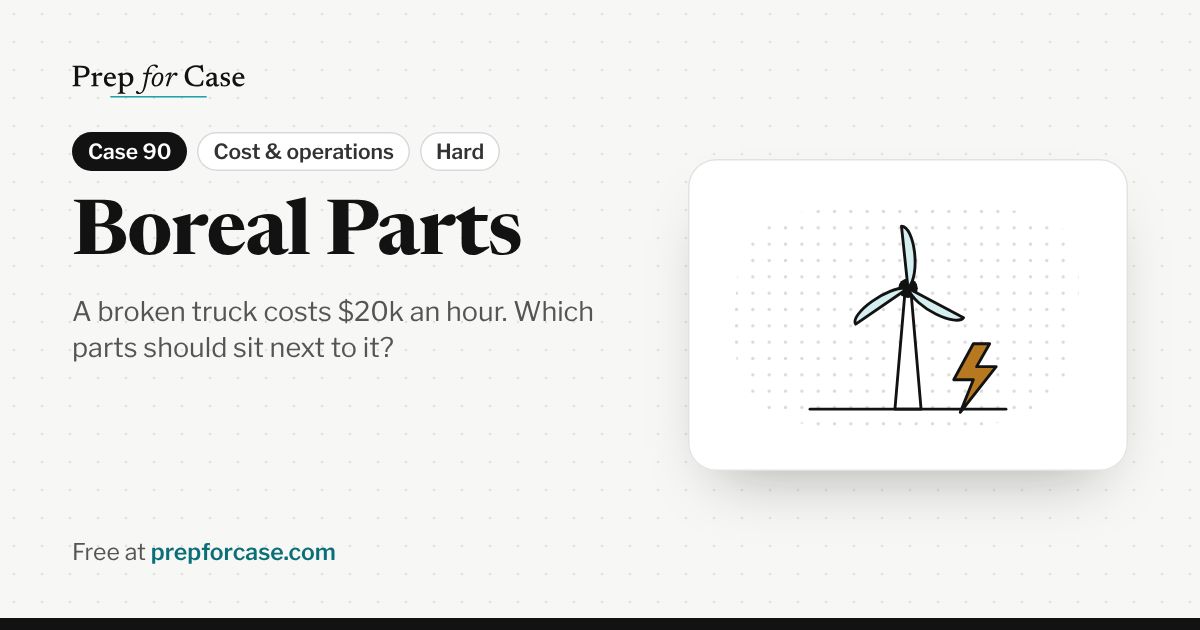 Prep for Case
Case 90
Cost & operations
Hard
Boreal Parts
A broken truck costs $20k an hour. Which
parts should sit next to it?
Free at prepforcase.com